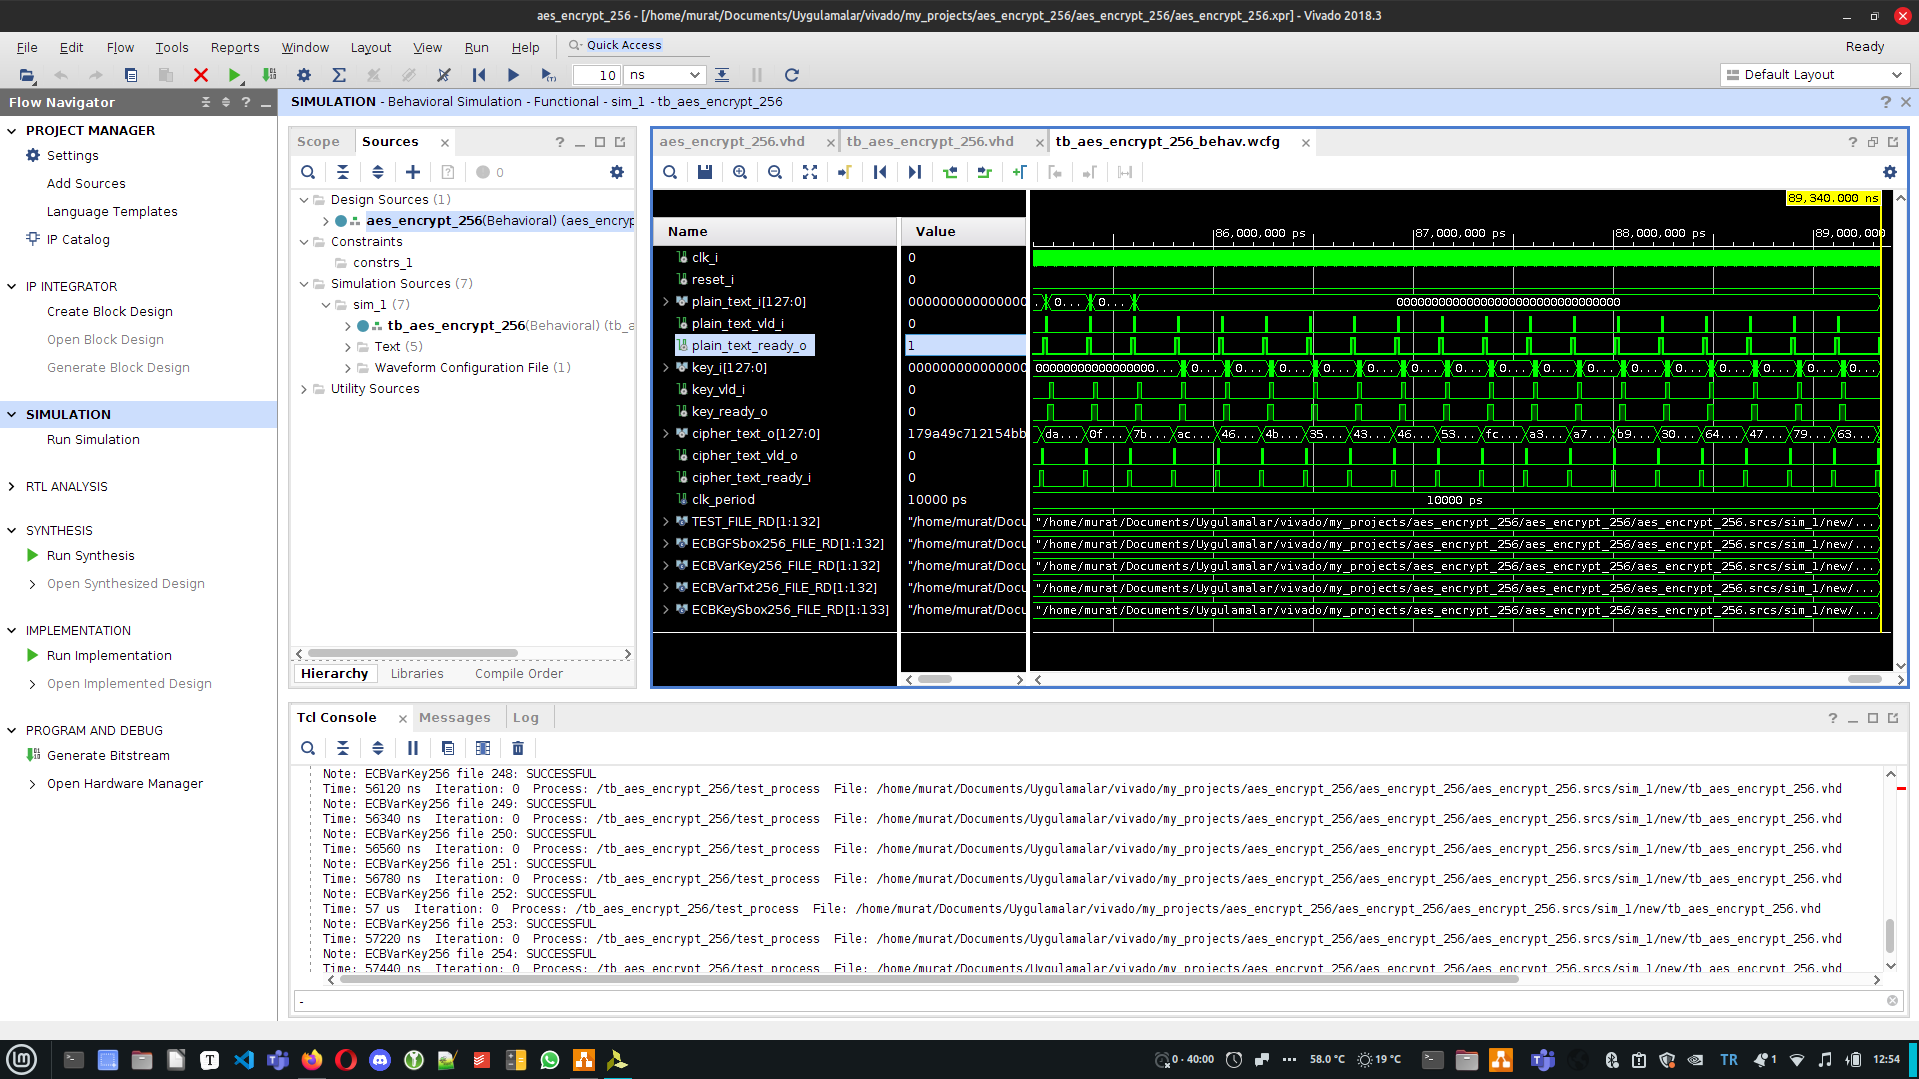 aes_encrypt_256 - [/home/murat/Documents/Uygulamalar/vivado/my_projects/aes_encrypt_256/aes_encrypt_256/aes_encrypt_256.xpr] - Vivado 2018.3
File Edit Flow Tools Reports Window Layout View Run Help Quick Access Ready
10 ns Default Layout
Flow Navigator
SIMULATION - Behavioral Simulation - Functional - sim_1 - tb_aes_encrypt_256
PROJECT MANAGER
Settings
Add Sources
Language Templates
IP Catalog
IP INTEGRATOR
Create Block Design
Open Block Design
Generate Block Design
SIMULATION
Run Simulation
RTL ANALYSIS
SYNTHESIS
Run Synthesis
Open Synthesized Design
IMPLEMENTATION
Run Implementation
Open Implemented Design
PROGRAM AND DEBUG
Generate Bitstream
Open Hardware Manager
Scope Sources
0
Design Sources (1)
aes_encrypt_256(Behavioral) (aes_encryp
Constraints
constrs_1
Simulation Sources (7)
sim_1 (7)
tb_aes_encrypt_256(Behavioral) (tb_a
Text (5)
Waveform Configuration File (1)
Utility Sources
Hierarchy Libraries Compile Order
aes_encrypt_256.vhd tb_aes_encrypt_256.vhd tb_aes_encrypt_256_behav.wcfg
89,340.000 ns
Name Value 86,000,000 ps 87,000,000 ps 88,000,000 ps 89,000,000
clk_i 0
reset_i 0
plain_text_i[127:0] 0000000000000000 0... 0... 00000000000000000000000000000000
plain_text_vld_i 0
plain_text_ready_o 1
key_i[127:0] 0000000000000000 00000000000000000... 0... 0... 0... 0... 0... 0... 0... 0... 0... 0... 0... 0... 0... 0... 0... 0...
key_vld_i 0
key_ready_o 0
cipher_text_o[127:0] 179a49c712154bb da... 0f... 7b... ac... 46... 4b... 35... 43... 46... 53... fc... a3... a7... b9... 30... 64... 47... 79... 63...
cipher_text_vld_o 0
cipher_text_ready_i 0
clk_period 10000 ps 10000 ps
TEST_FILE_RD[1:132] "/home/murat/Docu "/home/murat/Documents/Uygulamalar/vivado/my_projects/aes_encrypt_256/aes_encrypt_256/aes_encrypt_256.srcs/sim_1/new/...
ECBGFSbox256_FILE_RD[1:132] "/home/murat/Docu "/home/murat/Documents/Uygulamalar/vivado/my_projects/aes_encrypt_256/aes_encrypt_256/aes_encrypt_256.srcs/sim_1/new/...
ECBVarKey256_FILE_RD[1:132] "/home/murat/Docu "/home/murat/Documents/Uygulamalar/vivado/my_projects/aes_encrypt_256/aes_encrypt_256/aes_encrypt_256.srcs/sim_1/new/...
ECBVarTxt256_FILE_RD[1:132] "/home/murat/Docu "/home/murat/Documents/Uygulamalar/vivado/my_projects/aes_encrypt_256/aes_encrypt_256/aes_encrypt_256.srcs/sim_1/new/...
ECBKeySbox256_FILE_RD[1:133] "/home/murat/Docu "/home/murat/Documents/Uygulamalar/vivado/my_projects/aes_encrypt_256/aes_encrypt_256/aes_encrypt_256.srcs/sim_1/new/...
Tcl Console Messages Log
Note: ECBVarKey256 file 248: SUCCESSFUL
Time: 56120 ns Iteration: 0 Process: /tb_aes_encrypt_256/test_process File: /home/murat/Documents/Uygulamalar/vivado/my_projects/aes_encrypt_256/aes_encrypt_256/aes_encrypt_256.srcs/sim_1/new/tb_aes_encrypt_256.vhd
Note: ECBVarKey256 file 249: SUCCESSFUL
Time: 56340 ns Iteration: 0 Process: /tb_aes_encrypt_256/test_process File: /home/murat/Documents/Uygulamalar/vivado/my_projects/aes_encrypt_256/aes_encrypt_256/aes_encrypt_256.srcs/sim_1/new/tb_aes_encrypt_256.vhd
Note: ECBVarKey256 file 250: SUCCESSFUL
Time: 56560 ns Iteration: 0 Process: /tb_aes_encrypt_256/test_process File: /home/murat/Documents/Uygulamalar/vivado/my_projects/aes_encrypt_256/aes_encrypt_256/aes_encrypt_256.srcs/sim_1/new/tb_aes_encrypt_256.vhd
Note: ECBVarKey256 file 251: SUCCESSFUL
Time: 56780 ns Iteration: 0 Process: /tb_aes_encrypt_256/test_process File: /home/murat/Documents/Uygulamalar/vivado/my_projects/aes_encrypt_256/aes_encrypt_256/aes_encrypt_256.srcs/sim_1/new/tb_aes_encrypt_256.vhd
Note: ECBVarKey256 file 252: SUCCESSFUL
Time: 57 us Iteration: 0 Process: /tb_aes_encrypt_256/test_process File: /home/murat/Documents/Uygulamalar/vivado/my_projects/aes_encrypt_256/aes_encrypt_256/aes_encrypt_256.srcs/sim_1/new/tb_aes_encrypt_256.vhd
Note: ECBVarKey256 file 253: SUCCESSFUL
Time: 57220 ns Iteration: 0 Process: /tb_aes_encrypt_256/test_process File: /home/murat/Documents/Uygulamalar/vivado/my_projects/aes_encrypt_256/aes_encrypt_256/aes_encrypt_256.srcs/sim_1/new/tb_aes_encrypt_256.vhd
Note: ECBVarKey256 file 254: SUCCESSFUL
Time: 57440 ns Iteration: 0 Process: /tb_aes_encrypt_256/test_process File: /home/murat/Documents/Uygulamalar/vivado/my_projects/aes_encrypt_256/aes_encrypt_256/aes_encrypt_256.srcs/sim_1/new/tb_aes_encrypt_256.vhd
0 - 40:00 58.0 °C 19 °C TR 1 12:54